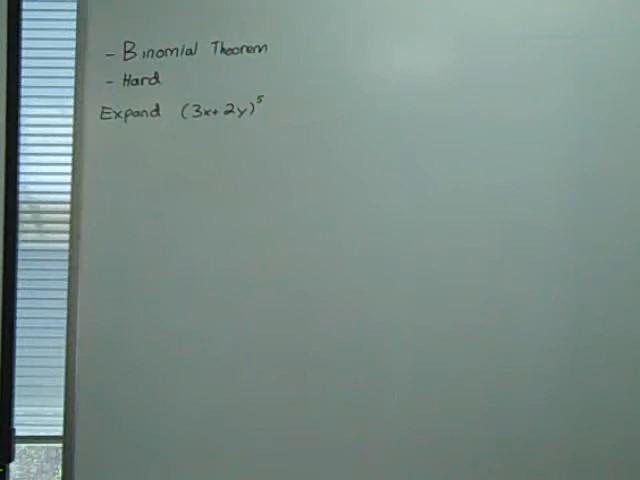 - Binomial Theorem
- Hard
Expand (3x+2y)⁵